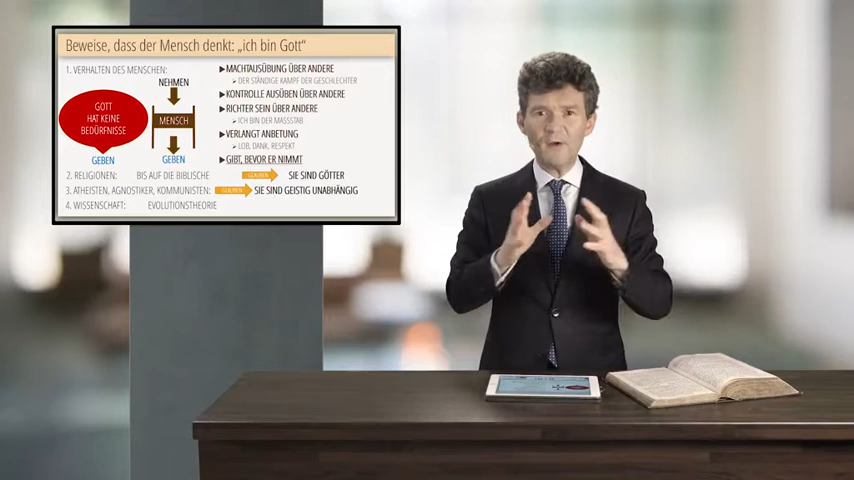 Beweise, dass der Mensch denkt: „ich bin Gott“
1. VERHALTEN DES MENSCHEN:
NEHMEN
GOTT
HAT KEINE
BEDÜRFNISSE
MENSCH
GEBEN
GEBEN
MACHTAUSÜBUNG ÜBER ANDERE
DER STÄNDIGE KAMPF DER GESCHLECHTER
KONTROLLE AUSÜBEN ÜBER ANDERE
RICHTER SEIN ÜBER ANDERE
ICH BIN DER MASSSTAB
VERLANGT ANBETUNG
LOB, DANK, RESPEKT
GIBT, BEVOR ER NIMMT
2. RELIGIONEN: BIS AUF DIE BIBLISCHE GLAUBEN SIE SIND GÖTTER
3. ATHEISTEN, AGNOSTIKER, KOMMUNISTEN: GLAUBEN SIE SIND GEISTIG UNABHÄNGIG
4. WISSENSCHAFT: EVOLUTIONSTHEORIE